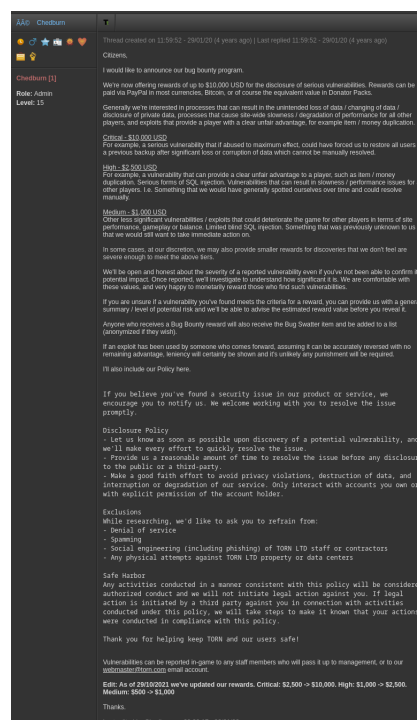 ÃÃ© Chedburn
Thread created on 11:59:52 - 29/01/20 (4 years ago) | Last replied 11:59:52 - 29/01/20 (4 years ago)
Chedburn [1]
Role: Admin
Level: 15
Citizens,
I would like to announce our bug bounty program.
We're now offering rewards of up to $10,000 USD for the disclosure of serious vulnerabilities. Rewards can be
paid via PayPal in most currencies, Bitcoin, or of course the equivalent value in Donator Packs.
Generally we're interested in processes that can result in the unintended loss of data / changing of data /
disclosure of private data, processes that cause site-wide slowness / degradation of performance for all other
players, and exploits that provide a player with a clear unfair advantage, for example item / money duplication.
Critical - $10,000 USD
For example, a serious vulnerability that if abused to maximum effect, could have forced us to restore all users
a previous backup after significant loss or corruption of data which cannot be manually resolved.
High - $2,500 USD
For example, a vulnerability that can provide a clear unfair advantage to a player, such as item / money
duplication. Serious forms of SQL injection. Vulnerabilities that can result in slowness / performance issues for
other players. I.e. Something that we would have generally spotted ourselves over time and could resolve
manually.
Medium - $1,000 USD
Other less significant vulnerabilities / exploits that could deteriorate the game for other players in terms of site
performance, gameplay or balance. Limited blind SQL injection. Something that was previously unknown to us
that we would still want to take immediate action on.
In some cases, at our discretion, we may also provide smaller rewards for discoveries that we don't feel are
severe enough to meet the above tiers.
We'll be open and honest about the severity of a reported vulnerability even if you've not been able to confirm i
potential impact. Once reported, we'll investigate to understand how significant it is. We are comfortable with
these values, and very happy to monetarily reward those who find such vulnerabilities.
If you are unsure if a vulnerability you've found meets the criteria for a reward, you can provide us with a gener
summary / level of potential risk and we'll be able to advise the estimated reward value before you reveal it.
Anyone who receives a Bug Bounty reward will also receive the Bug Swatter item and be added to a list
(anonymized if they wish).
If an exploit has been used by someone who comes forward, assuming it can be accurately reversed with no
remaining advantage, leniency will certainly be shown and it's unlikely any punishment will be required.
I'll also include our Policy here.
If you believe you've found a security issue in our product or service, we
encourage you to notify us. We welcome working with you to resolve the issue
promptly.
Disclosure Policy
- Let us know as soon as possible upon discovery of a potential vulnerability, and
we'll make every effort to quickly resolve the issue.
- Provide us a reasonable amount of time to resolve the issue before any disclosur
to the public or a third-party.
- Make a good faith effort to avoid privacy violations, destruction of data, and
interruption or degradation of our service. Only interact with accounts you own or
with explicit permission of the account holder.
Exclusions
While researching, we'd like to ask you to refrain from:
- Denial of service
- Spamming
- Social engineering (including phishing) of TORN LTD staff or contractors
- Any physical attempts against TORN LTD property or data centers
Safe Harbor
Any activities conducted in a manner consistent with this policy will be considere
authorized conduct and we will not initiate legal action against you. If legal
action is initiated by a third party against you in connection with activities
conducted under this policy, we will take steps to make it known that your actions
were conducted in compliance with this policy.
Thank you for helping keep TORN and our users safe!
Vulnerabilities can be reported in-game to any staff members who will pass it up to management, or to our
webmaster@torn.com email account.
Edit: As of 29/10/2021 we've updated our rewards. Critical: $2,500 -> $10,000. High: $1,000 -> $2,500.
Medium: $500 -> $1,000
Thanks.